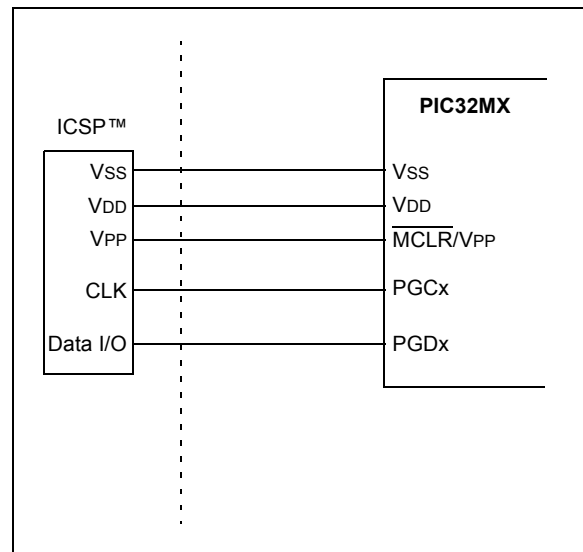 PIC32MX
ICSP™
VSS VSS
VDD VDD
VPP MCLR/VPP
CLK PGCx
Data I/O PGDx